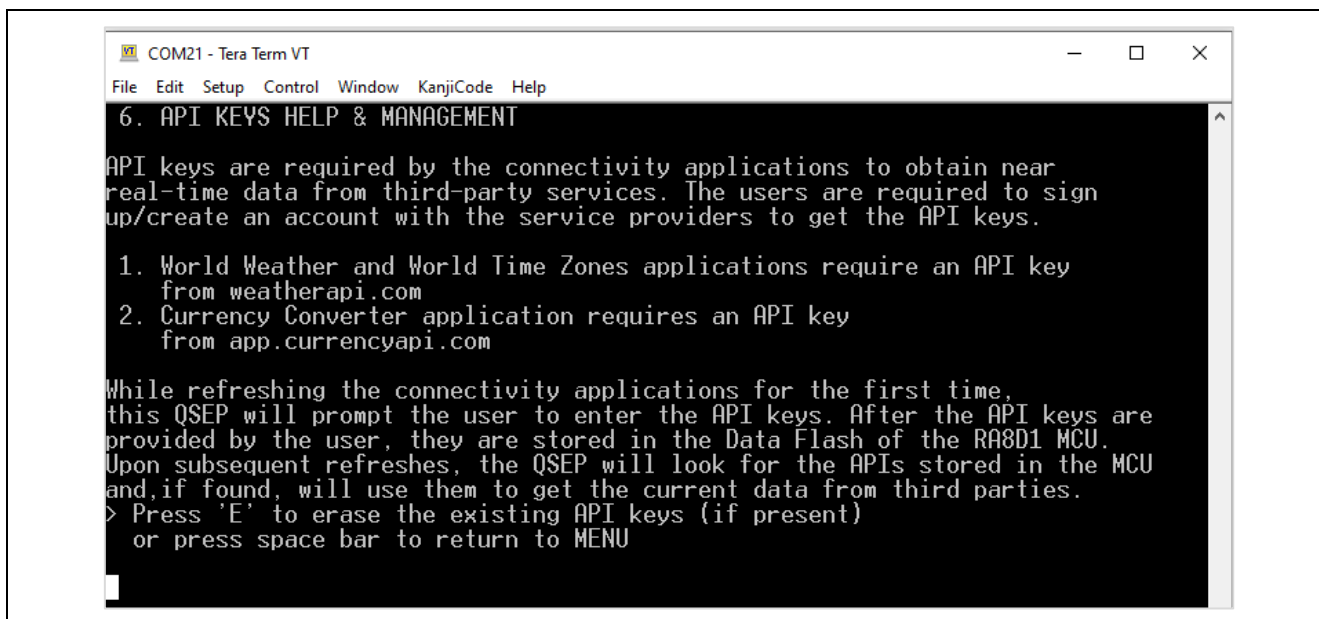 COM21 - Tera Term VT
File Edit Setup Control Window KanjiCode Help
6. API KEYS HELP & MANAGEMENT
API keys are required by the connectivity applications to obtain near
real-time data from third-party services. The users are required to sign
up/create an account with the service providers to get the API keys.
1. World Weather and World Time Zones applications require an API key
from weatherapi.com
2. Currency Converter application requires an API key
from app.currencyapi.com
While refreshing the connectivity applications for the first time,
this QSEP will prompt the user to enter the API keys. After the API keys are
provided by the user, they are stored in the Data Flash of the RA8D1 MCU.
Upon subsequent refreshes, the QSEP will look for the APIs stored in the MCU
and,if found, will use them to get the current data from third parties.
> Press 'E' to erase the existing API keys (if present)
or press space bar to return to MENU